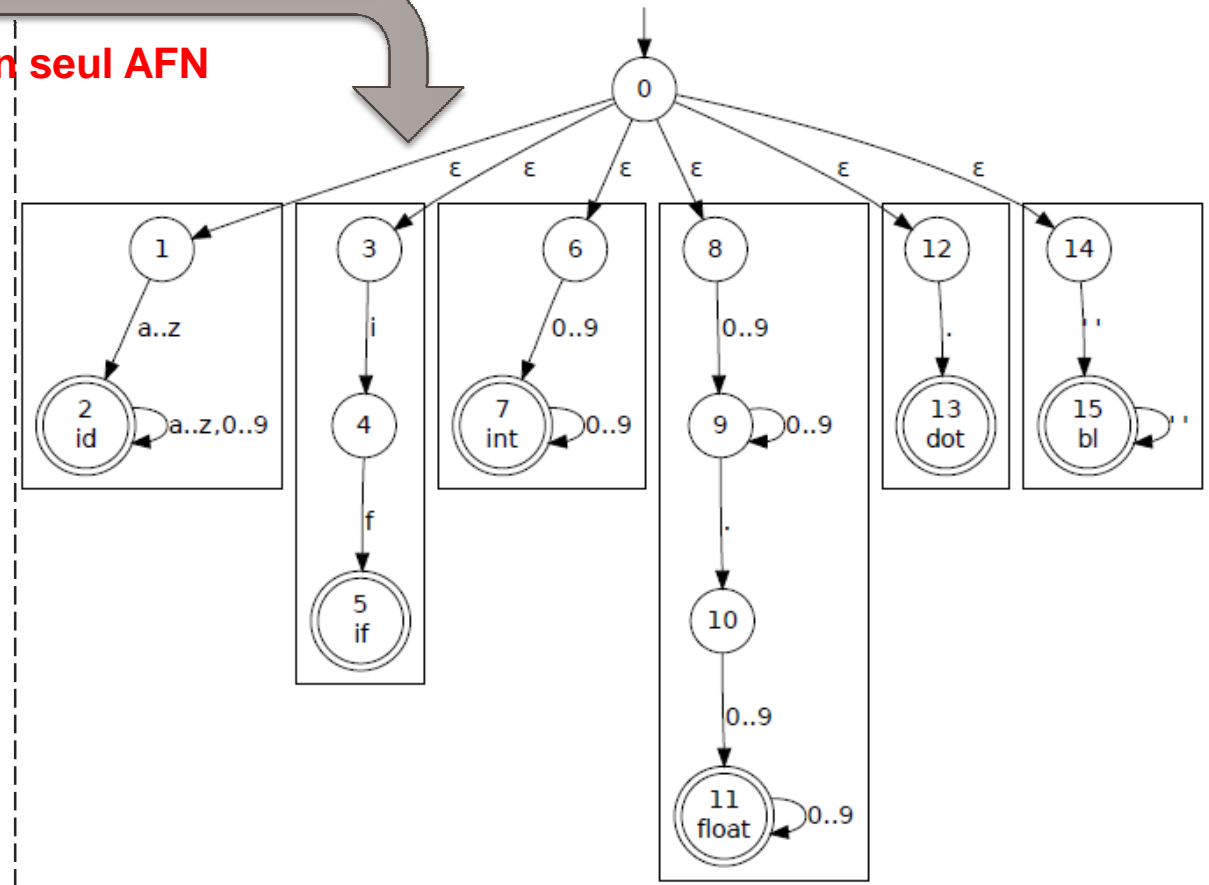 n seul AFN
0
ε ε ε ε ε ε
1 3 6 8 12 14
a..z i 0..9 0..9 . ' '
2 id a..z,0..9 4 7 int 0..9 9 0..9 13 dot 15 bl ' '
f .
5 if 10
0..9
11 float 0..9